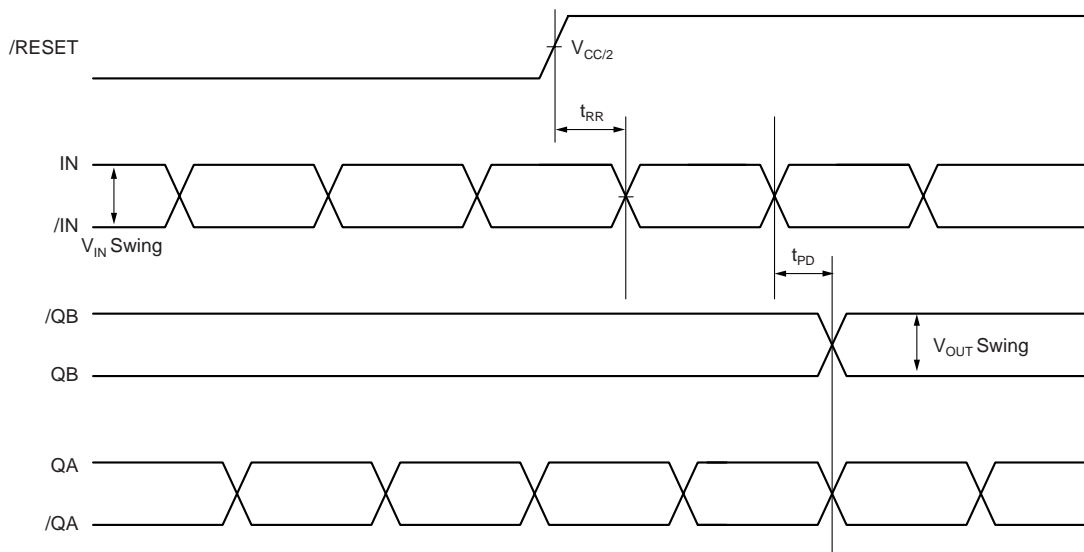 /RESET
VCC/2
tRR
IN
/IN
VIN Swing
tPD
/QB
QB
VOUT Swing
QA
/QA